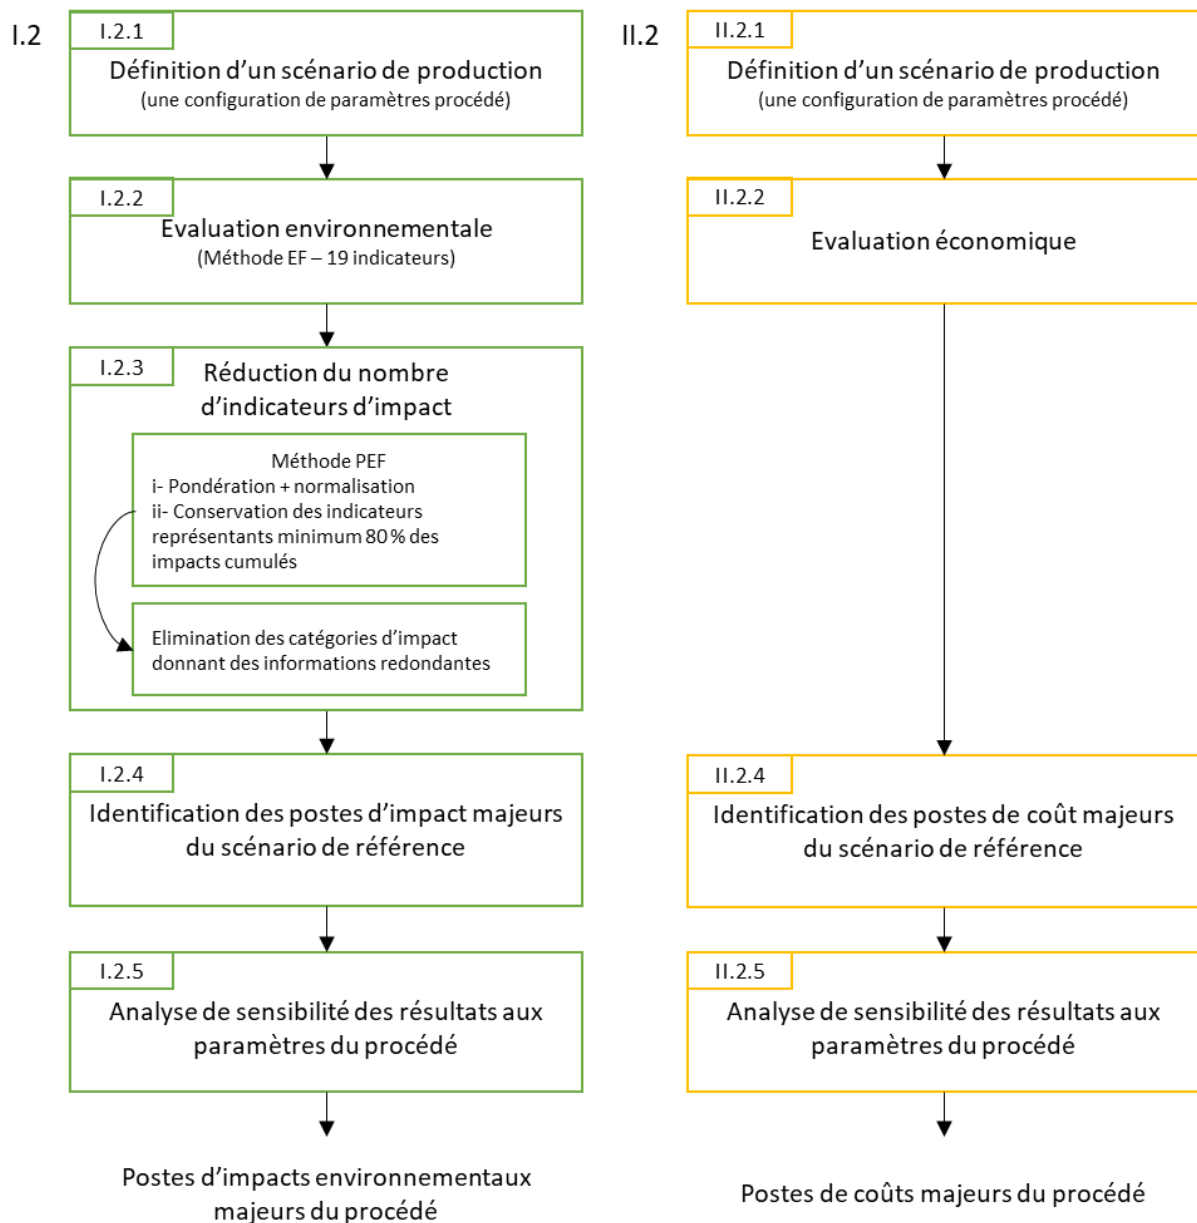 I.2
I.2.1
Définition d’un scénario de production
(une configuration de paramètres procédé)
I.2.2
Evaluation environnementale
(Méthode EF – 19 indicateurs)
I.2.3
Réduction du nombre
d’indicateurs d’impact
Méthode PEF
i- Pondération + normalisation
ii- Conservation des indicateurs
représentants minimum 80 % des
impacts cumulés
Elimination des catégories d’impact
donnant des informations redondantes
I.2.4
Identification des postes d’impact majeurs
du scénario de référence
I.2.5
Analyse de sensibilité des résultats aux
paramètres du procédé
Postes d’impacts environnementaux
majeurs du procédé
II.2
II.2.1
Définition d’un scénario de production
(une configuration de paramètres procédé)
II.2.2
Evaluation économique
II.2.4
Identification des postes de coût majeurs
du scénario de référence
II.2.5
Analyse de sensibilité des résultats aux
paramètres du procédé
Postes de coûts majeurs du procédé